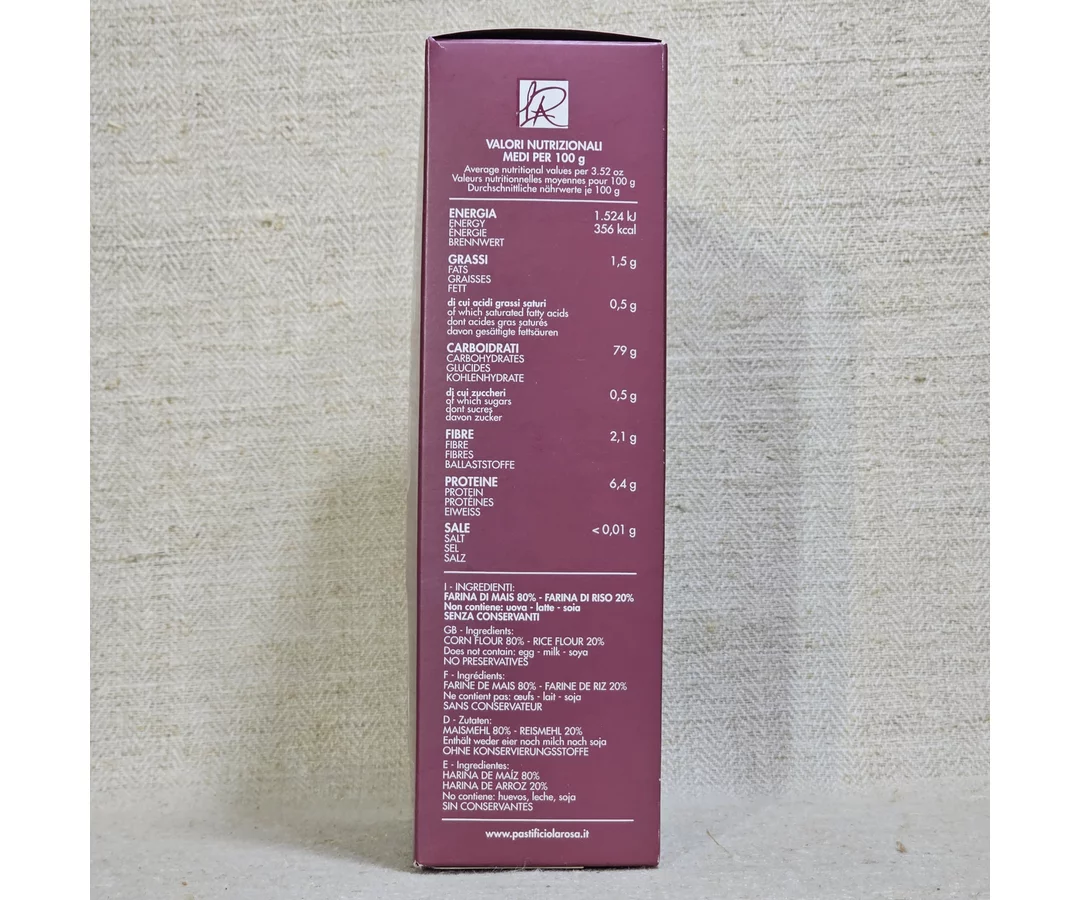 LAR
VALORI NUTRIZIONALI
MEDI PER 100 g
Average nutritional values per 3.52 oz
Valeurs nutritionnelles moyennes pour 100 g
Durchschnittliche nährwerte je 100 g
ENERGIA 1.524 kJ
ENERGY 356 kcal
ÉNERGIE
BRENNWERT
GRASSI 1,5 g
FATS
GRAISSES
FETT
di cui acidi grassi saturi 0,5 g
of which saturated fatty acids
dont acides gras saturés
davon gesättigte fettsäuren
CARBOIDRATI 79 g
CARBOHYDRATES
GLUCIDES
KOHLENHYDRATE
di cui zuccheri 0,5 g
of which sugars
dont sucres
davon zucker
FIBRE 2,1 g
FIBRE
FIBRES
BALLASTSTOFFE
PROTEINE 6,4 g
PROTEIN
PROTÉINES
EIWEISS
SALE < 0,01 g
SALT
SEL
SALZ
I - INGREDIENTI:
FARINA DI MAIS 80% - FARINA DI RISO 20%
Non contiene: uova - latte - soia
SENZA CONSERVANTI
GB - Ingredients:
CORN FLOUR 80% - RICE FLOUR 20%
Does not contain: egg - milk - soya
NO PRESERVATIVES
F - Ingrédients:
FARINE DE MAIS 80% - FARINE DE RIZ 20%
Ne contient pas: œufs - lait - soja
SANS CONSERVATEUR
D - Zutaten:
MAISMEHL 80% - REISMEHL 20%
Enthält weder eier noch milch noch soja
OHNE KONSERVIERUNGSSTOFFE
E - Ingredientes:
HARINA DE MAÍZ 80%
HARINA DE ARROZ 20%
No contiene: huevos, leche, soja
SIN CONSERVANTES
www.pastificiolarosa.it